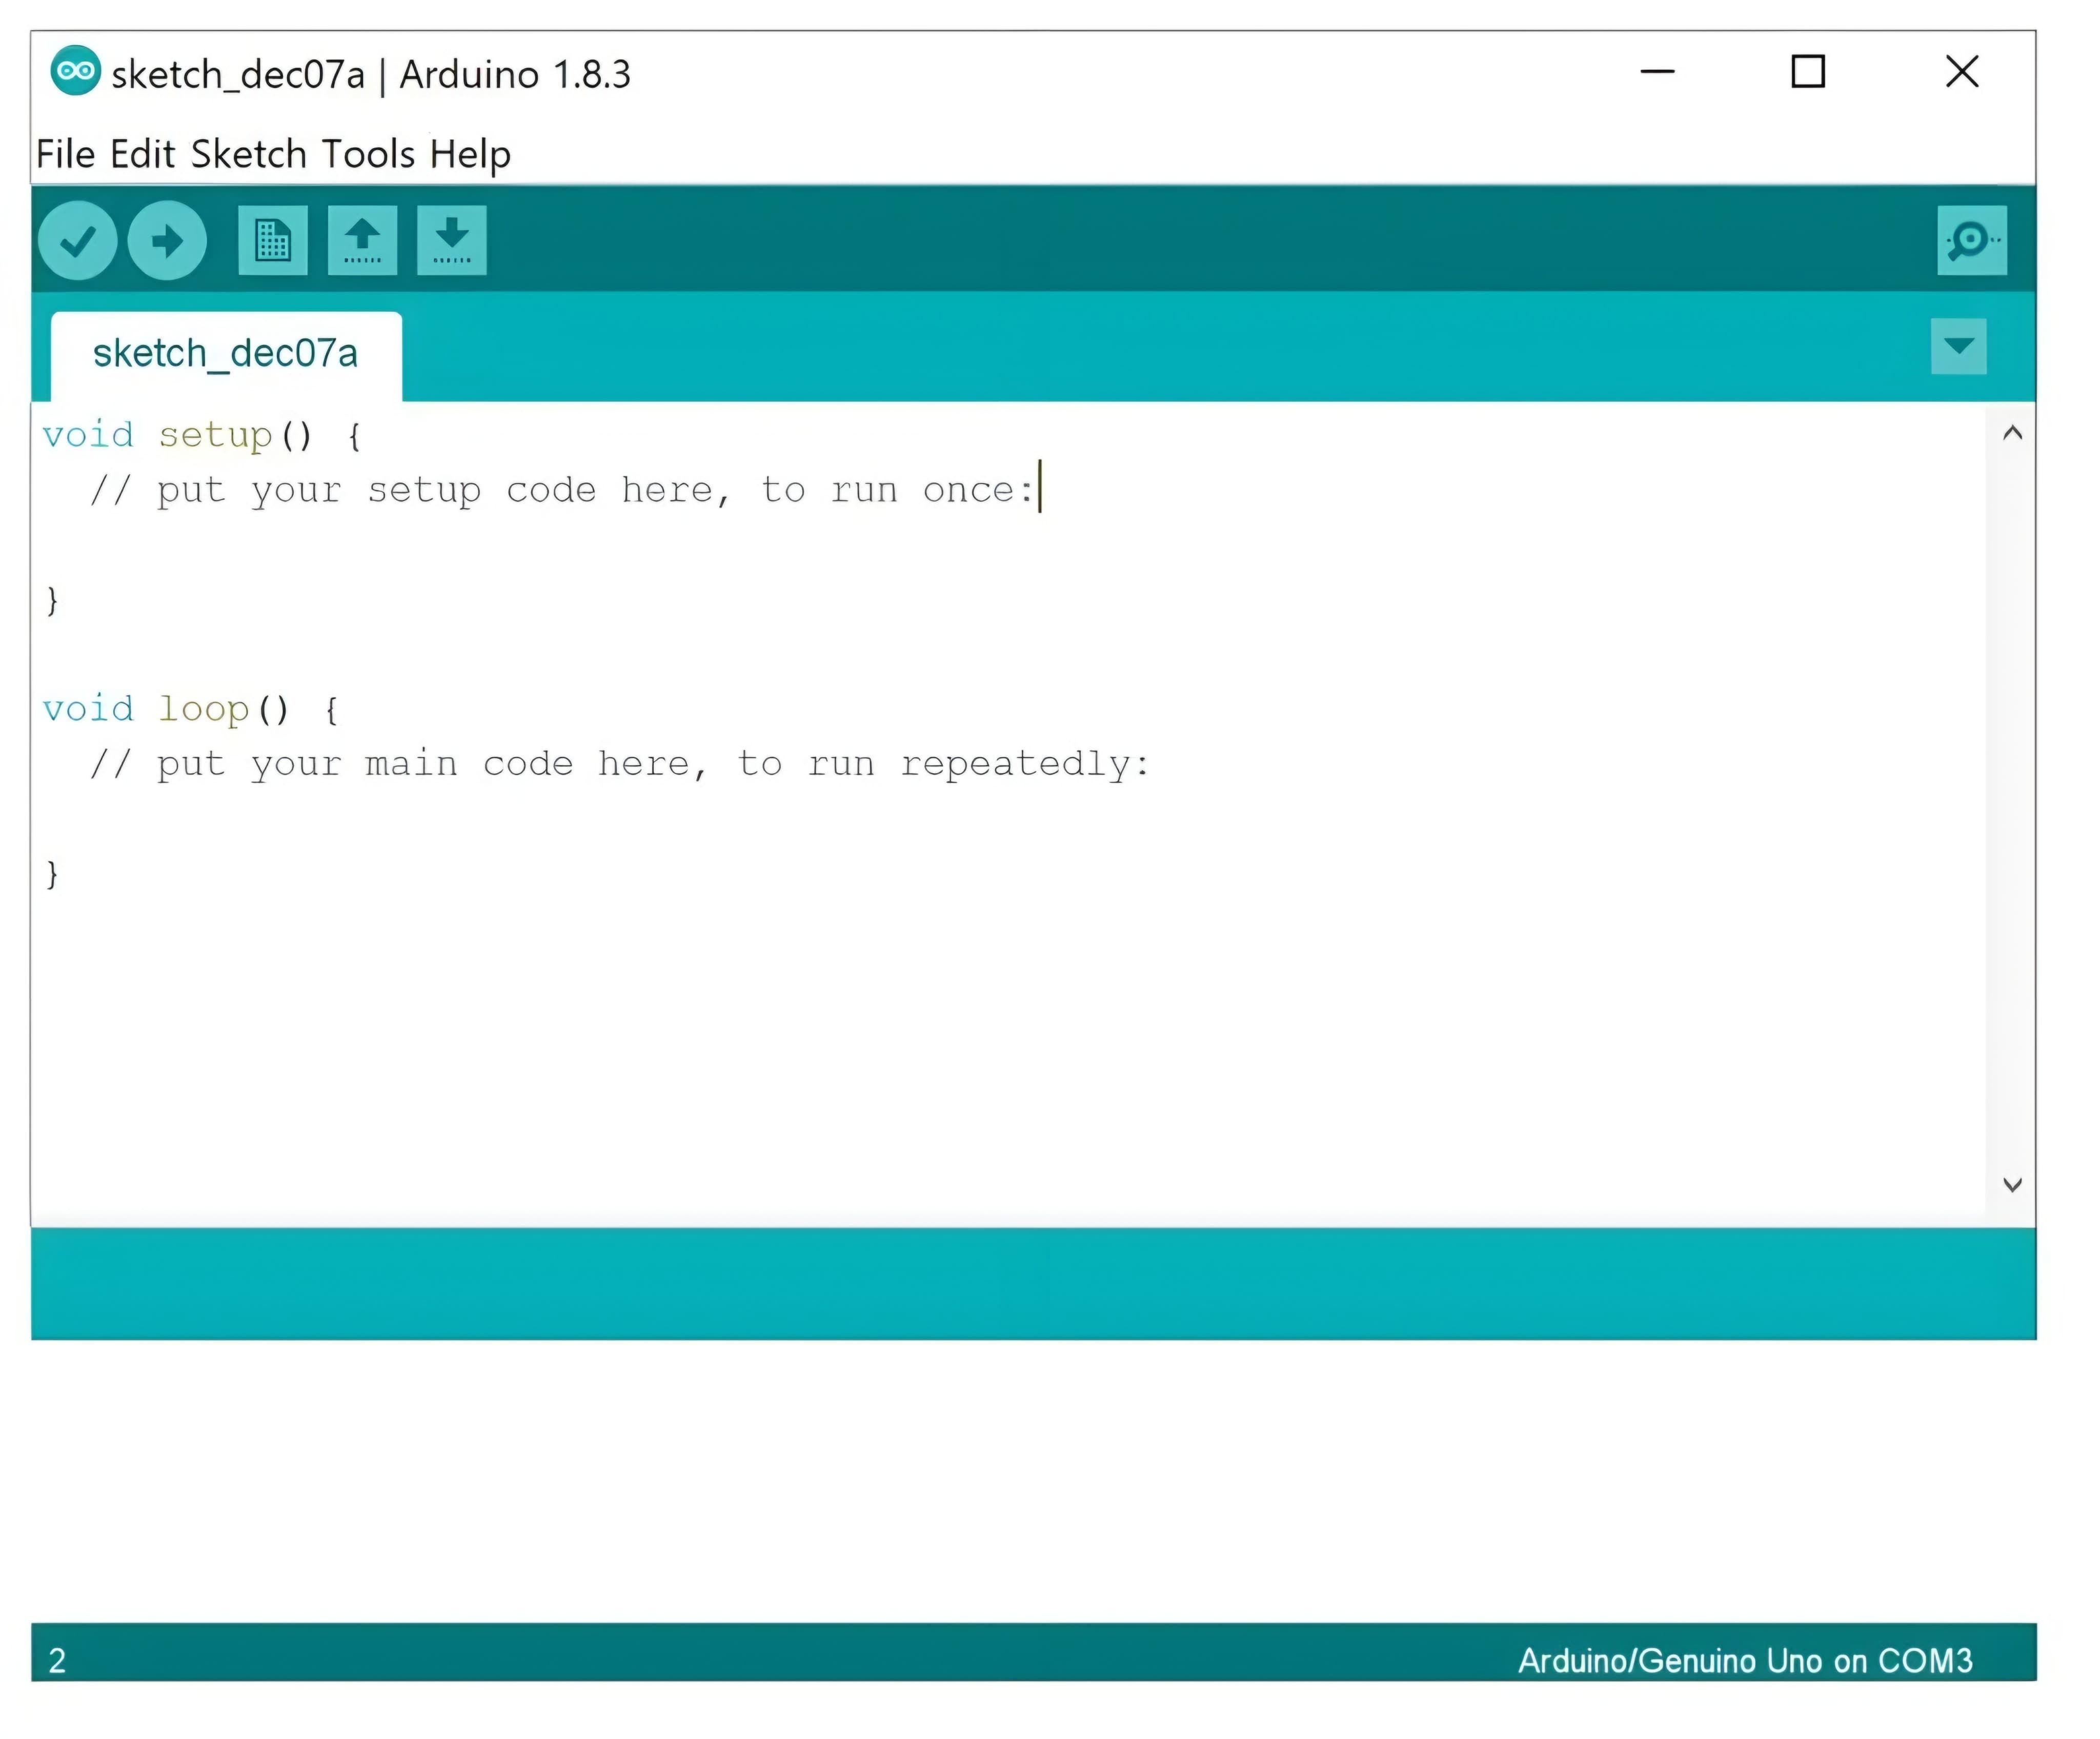 sketch_dec07a | Arduino 1.8.3
File Edit Sketch Tools Help
sketch_dec07a
void setup() {
  // put your setup code here, to run once:
}
void loop() {
  // put your main code here, to run repeatedly:
}
2 Arduino/Genuino Uno on COM3